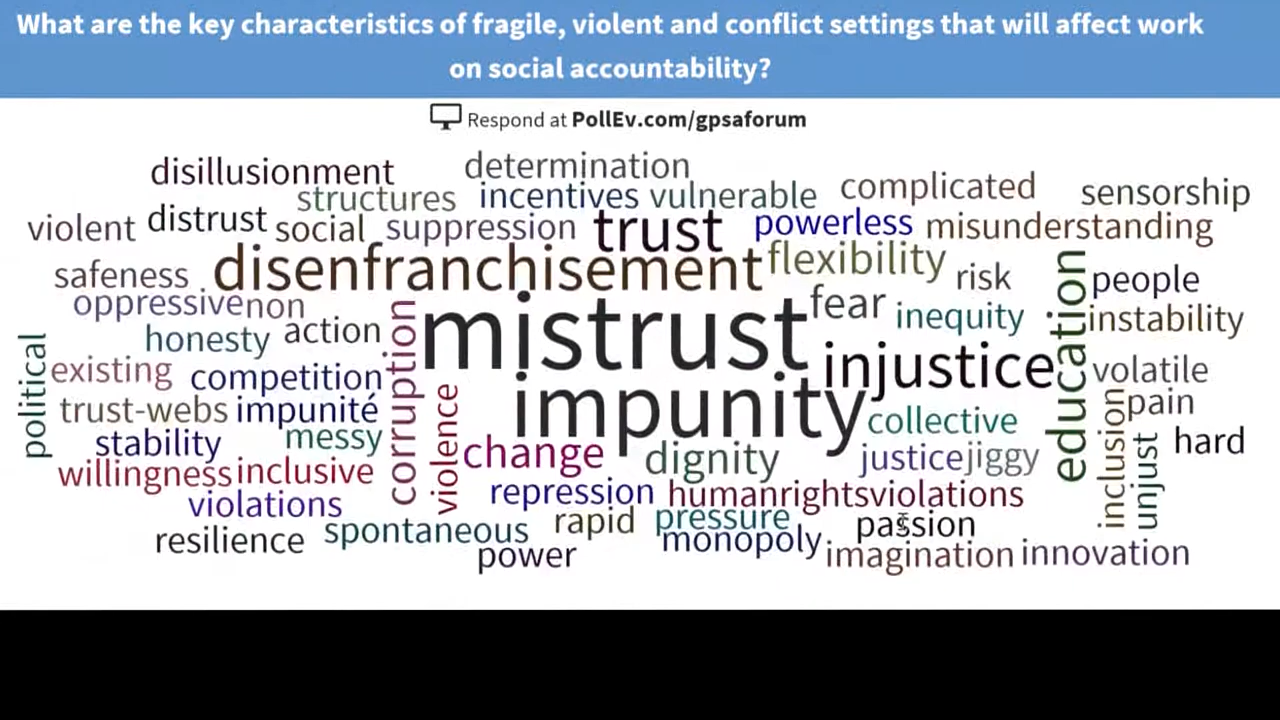 What are the key characteristics of fragile, violent and conflict settings that will affect work
on social accountability?
Respond at PollEv.com/gpsaforum
disillusionment
determination
structures
incentives
vulnerable
complicated
sensorship
violent
distrust
social
suppression
trust
powerless
misunderstanding
safeness
disenfranchisement
flexibility
risk
people
oppressive
non
mistrust
fear
inequity
education
instability
honesty
action
corruption
political
existing
competition
injustice
volatile
trust-webs
impunité
violence
impunity
collective
inclusion
pain
stability
messy
change
dignity
justice
jiggy
unjust
hard
willingness
inclusive
violations
repression
humanrightsviolations
resilience
spontaneous
rapid
pressure
passion
power
monopoly
imagination
innovation